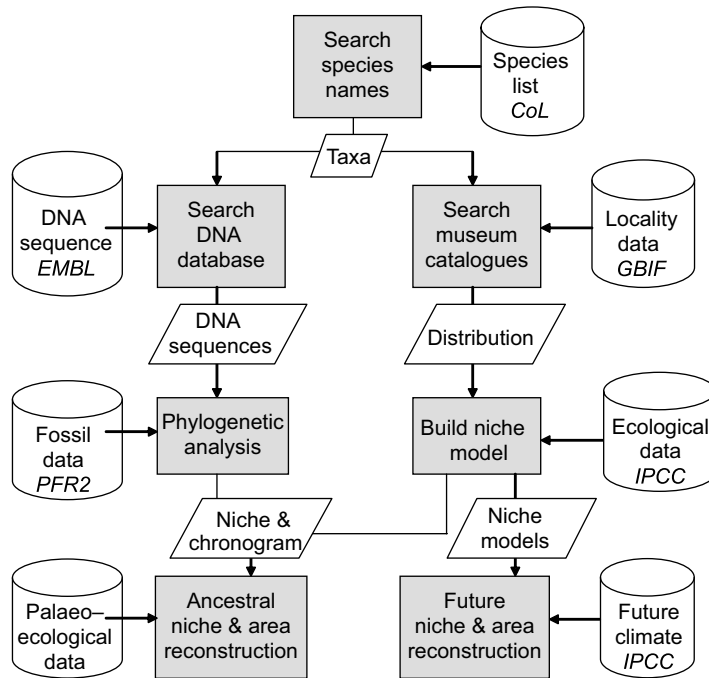 Search
species
names
Species
list
CoL
Taxa
DNA
sequence
EMBL
Search
DNA
database
Search
museum
catalogues
Locality
data
GBIF
DNA
sequences
Distribution
Fossil
data
PFR2
Phylogenetic
analysis
Build niche
model
Ecological
data
IPCC
Niche &
chronogram
Niche
models
Palaeo–
ecological
data
Ancestral
niche & area
reconstruction
Future
niche & area
reconstruction
Future
climate
IPCC